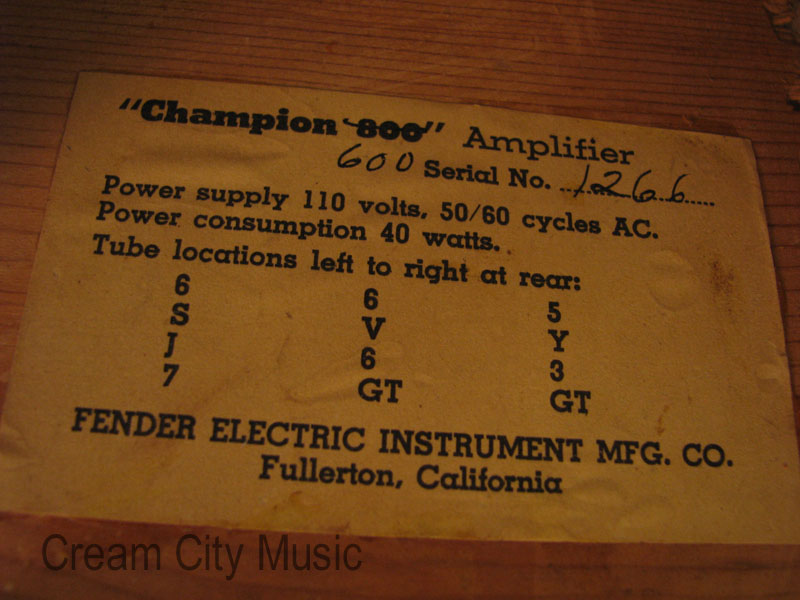 "Champion "800" Amplifier
600 Serial No. 1266
Power supply 110 volts, 50/60 cycles AC.
Power consumption 40 watts.
Tube locations left to right at rear:
6 6 5
S V Y
J 6 3
7 GT GT
FENDER ELECTRIC INSTRUMENT MFG. CO.
Fullerton, California
Cream City Music